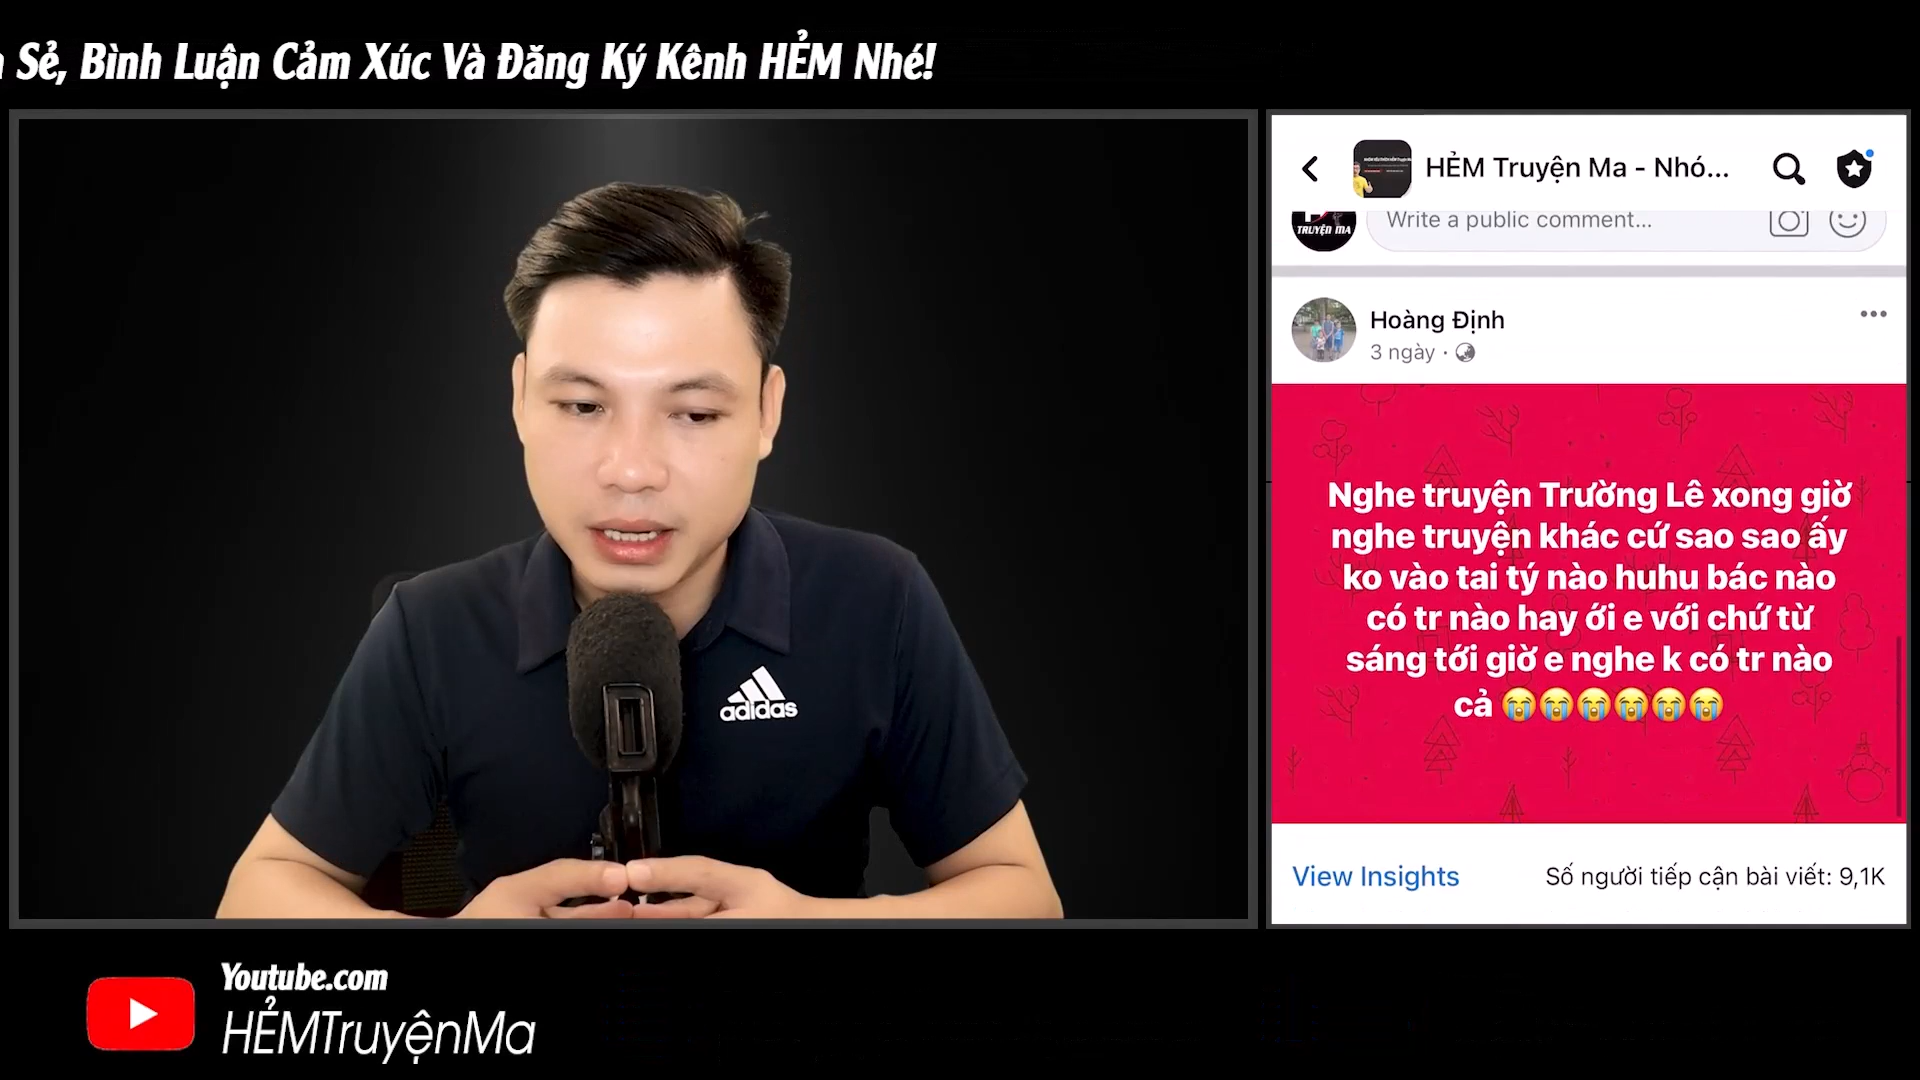 Sẻ, Bình Luận Cảm Xúc Và Đăng Ký Kênh HẺM Nhé!
HẺM Truyện Ma - Nhó...
TRUYỆN MA
Write a public comment...
Hoàng Định
3 ngày ·
Nghe truyện Trường Lê xong giờ
nghe truyện khác cứ sao sao ấy
ko vào tai tý nào huhu bác nào
có tr nào hay ới e với chứ từ
sáng tới giờ e nghe k có tr nào
cả 😭😭😭😭😭😭
View Insights
Số người tiếp cận bài viết: 9,1K
adidas
Youtube.com
HẺMTruyệnMa